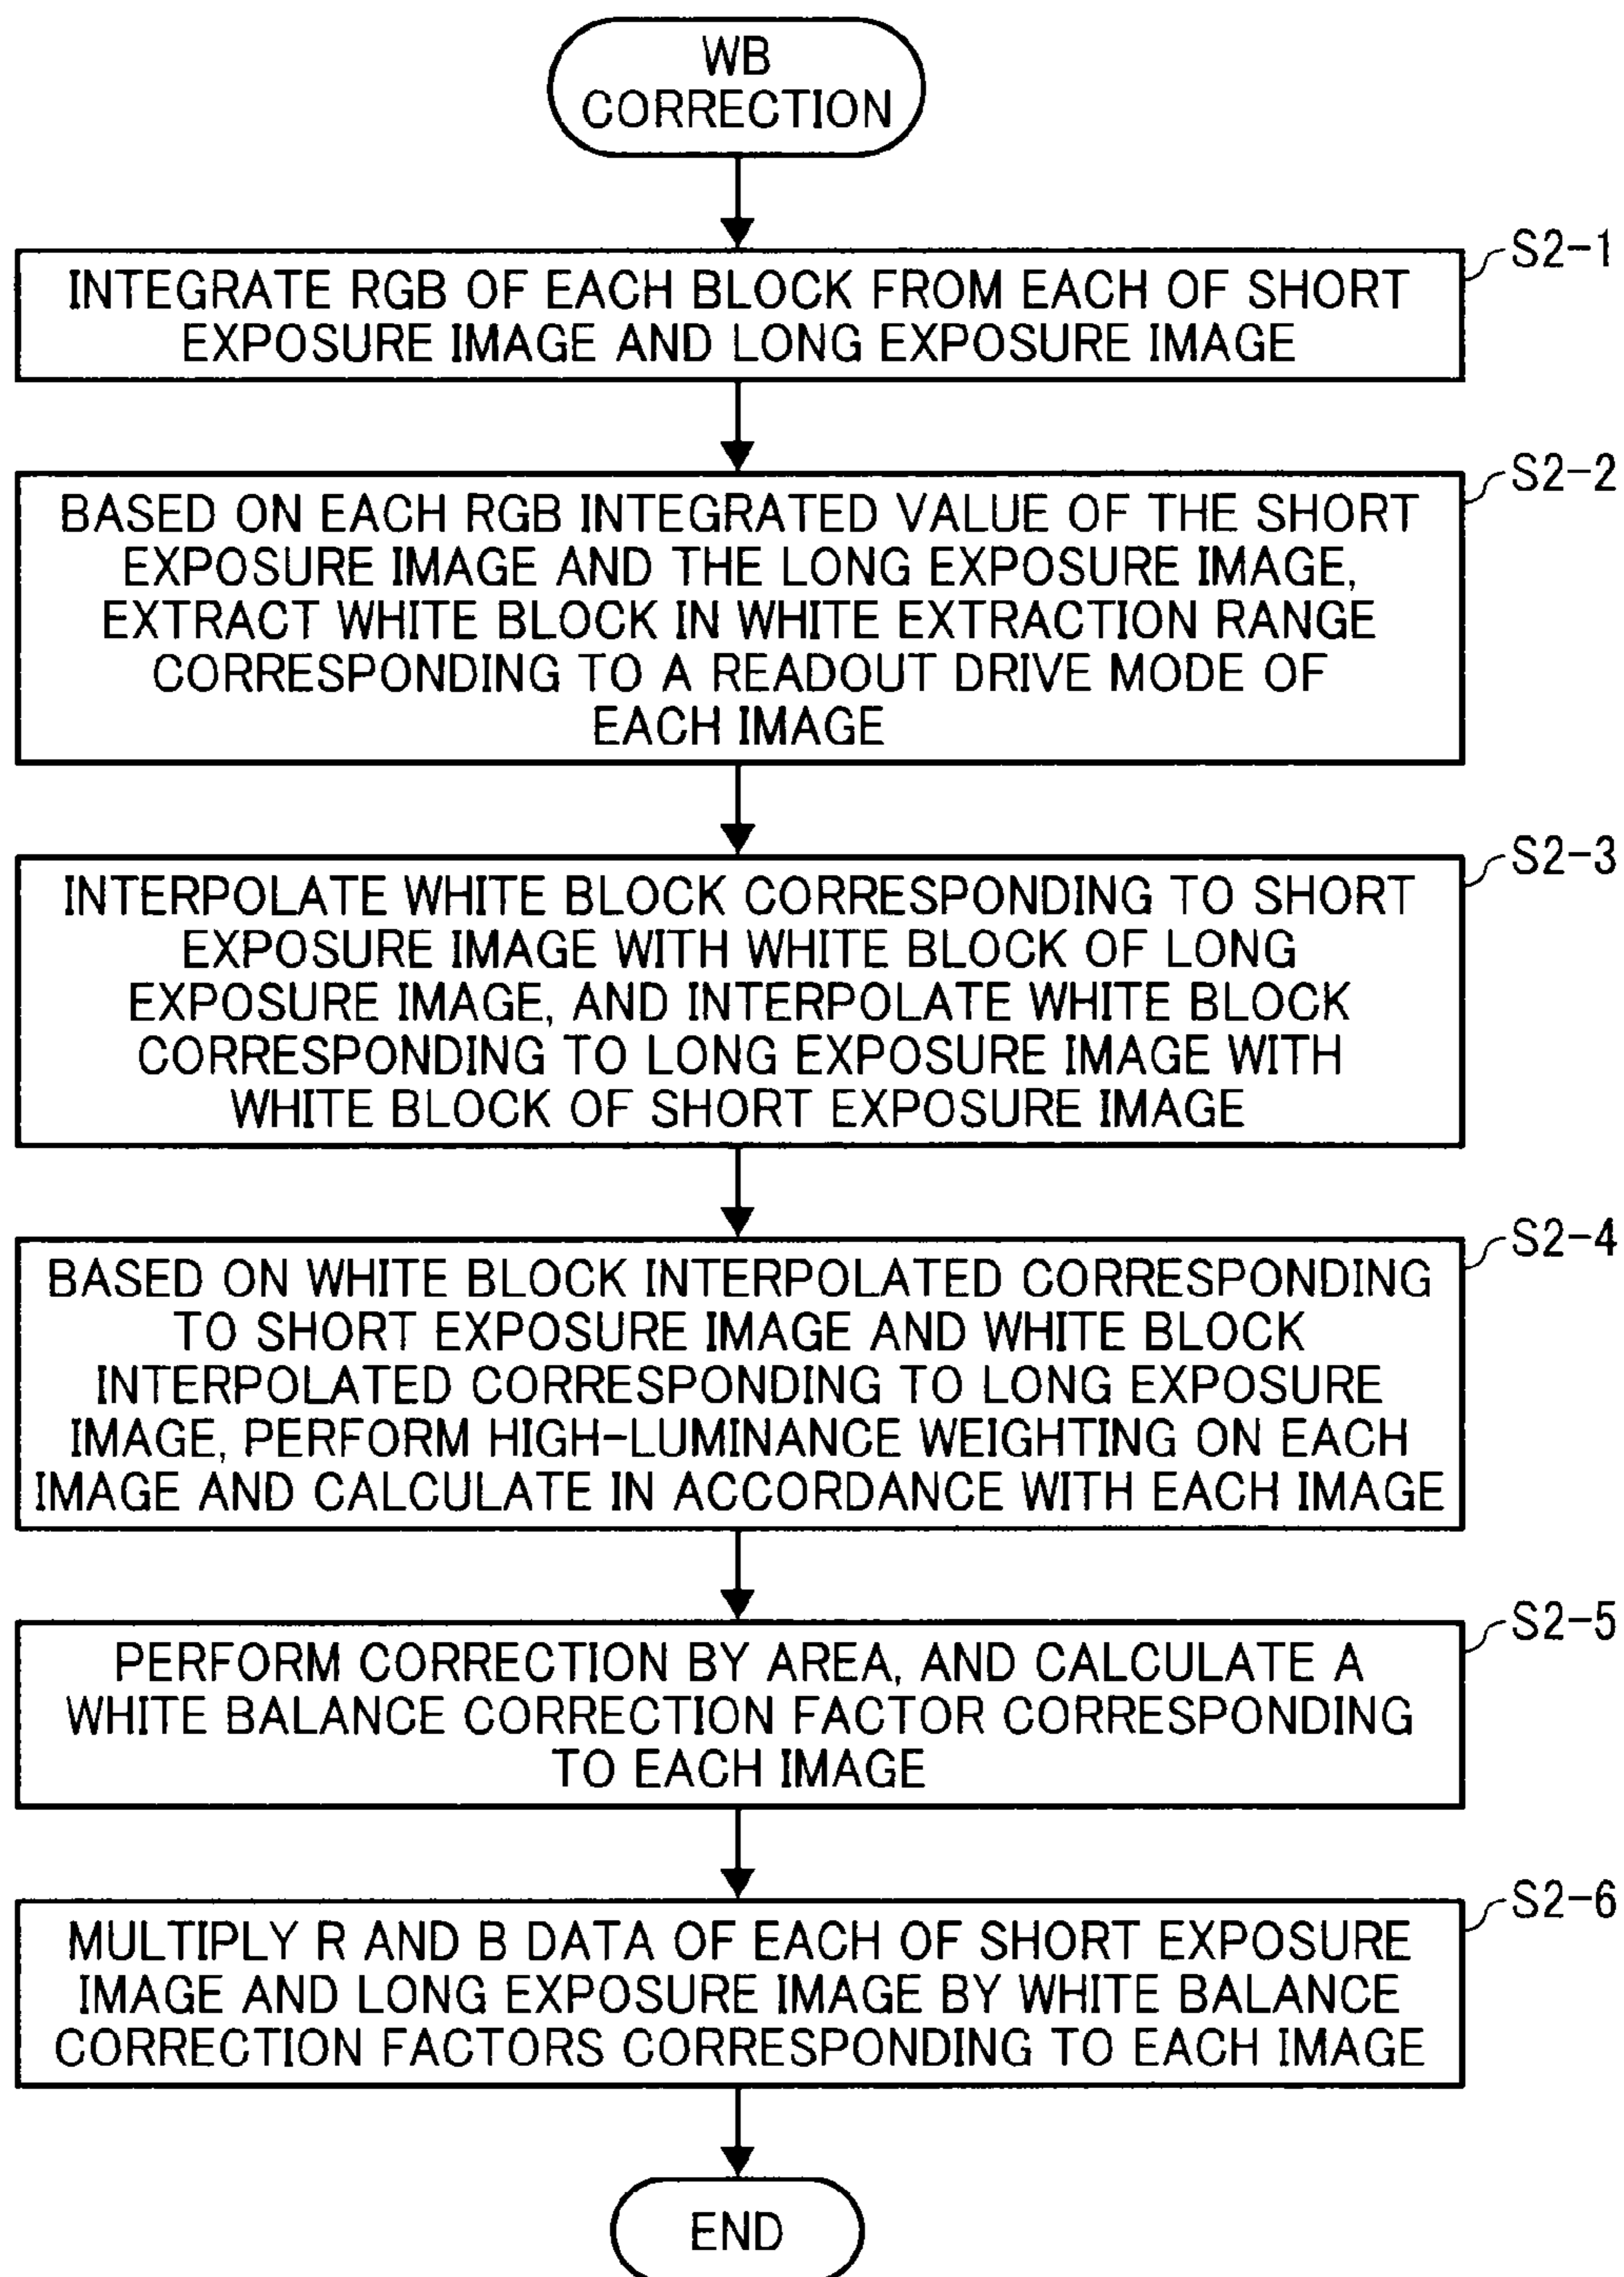 WB
CORRECTION
S2-1
INTEGRATE RGB OF EACH BLOCK FROM EACH OF SHORT
EXPOSURE IMAGE AND LONG EXPOSURE IMAGE
S2-2
BASED ON EACH RGB INTEGRATED VALUE OF THE SHORT
EXPOSURE IMAGE AND THE LONG EXPOSURE IMAGE,
EXTRACT WHITE BLOCK IN WHITE EXTRACTION RANGE
CORRESPONDING TO A READOUT DRIVE MODE OF
EACH IMAGE
S2-3
INTERPOLATE WHITE BLOCK CORRESPONDING TO SHORT
EXPOSURE IMAGE WITH WHITE BLOCK OF LONG
EXPOSURE IMAGE, AND INTERPOLATE WHITE BLOCK
CORRESPONDING TO LONG EXPOSURE IMAGE WITH
WHITE BLOCK OF SHORT EXPOSURE IMAGE
S2-4
BASED ON WHITE BLOCK INTERPOLATED CORRESPONDING
TO SHORT EXPOSURE IMAGE AND WHITE BLOCK
INTERPOLATED CORRESPONDING TO LONG EXPOSURE
IMAGE, PERFORM HIGH-LUMINANCE WEIGHTING ON EACH
IMAGE AND CALCULATE IN ACCORDANCE WITH EACH IMAGE
S2-5
PERFORM CORRECTION BY AREA, AND CALCULATE A
WHITE BALANCE CORRECTION FACTOR CORRESPONDING
TO EACH IMAGE
S2-6
MULTIPLY R AND B DATA OF EACH OF SHORT EXPOSURE
IMAGE AND LONG EXPOSURE IMAGE BY WHITE BALANCE
CORRECTION FACTORS CORRESPONDING TO EACH IMAGE
END